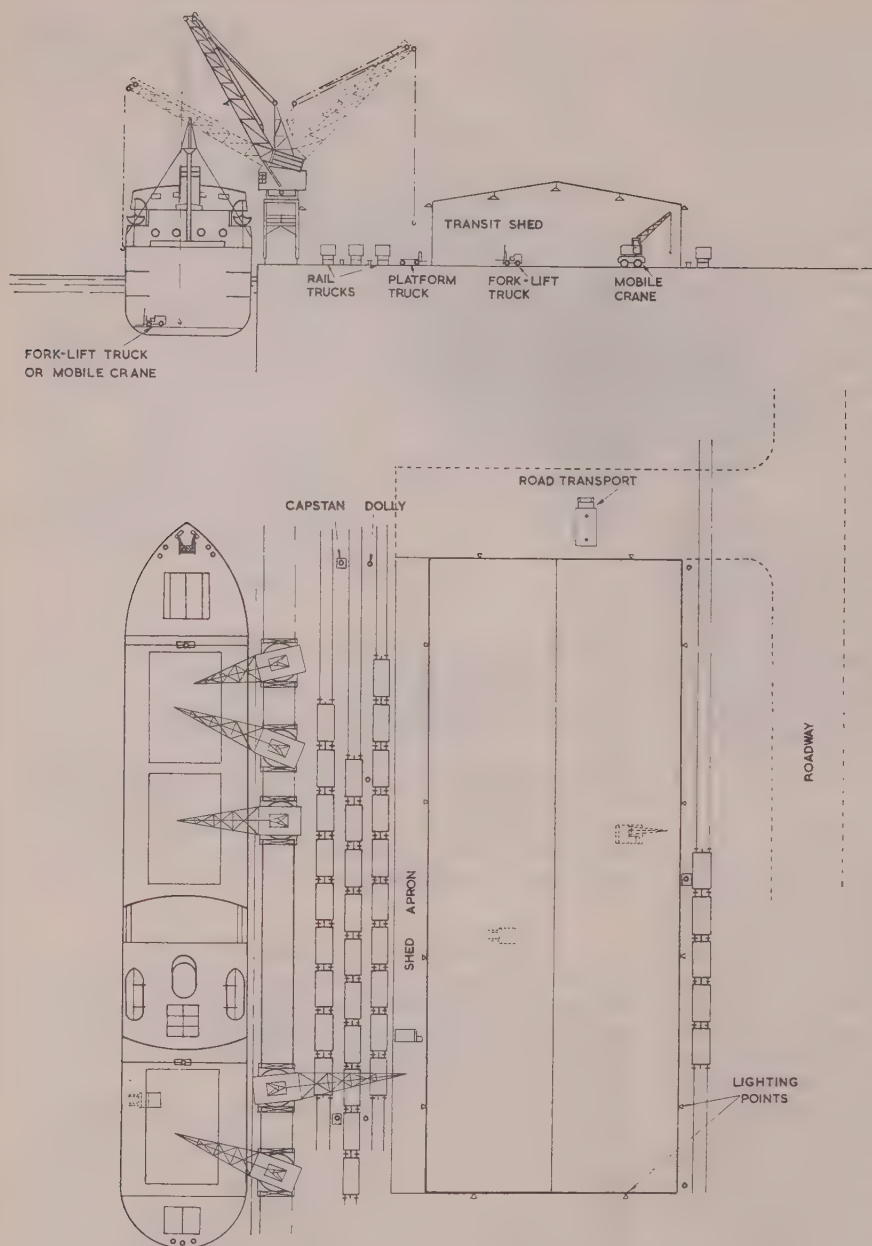 TRANSIT SHED
RAIL
TRUCKS
PLATFORM
TRUCK
FORK-LIFT
TRUCK
MOBILE
CRANE
FORK-LIFT TRUCK
OR MOBILE CRANE
ROAD TRANSPORT
CAPSTAN
DOLLY
ROADWAY
SHED APRON
LIGHTING
POINTS